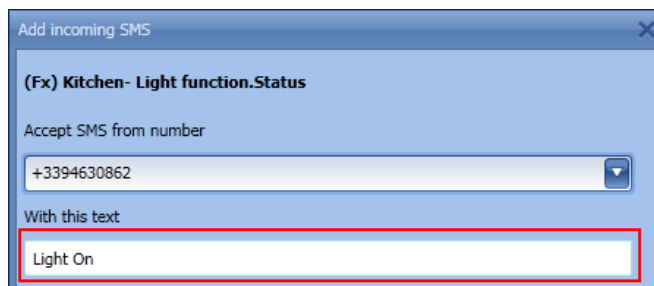 Add incoming SMS
(Fx) Kitchen- Light function.Status
Accept SMS from number
+3394630862
With this text
Light On